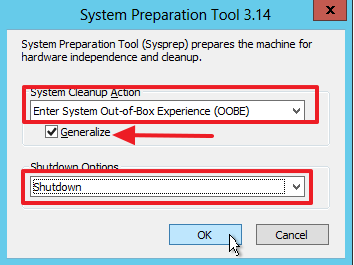 System Preparation Tool 3.14
x
System Preparation Tool (Sysprep) prepares the machine for
hardware independence and cleanup.
System Cleanup Action
Enter System Out-of-Box Experience (OOBE)
Generalize
Shutdown Options
Shutdown
OK Cancel